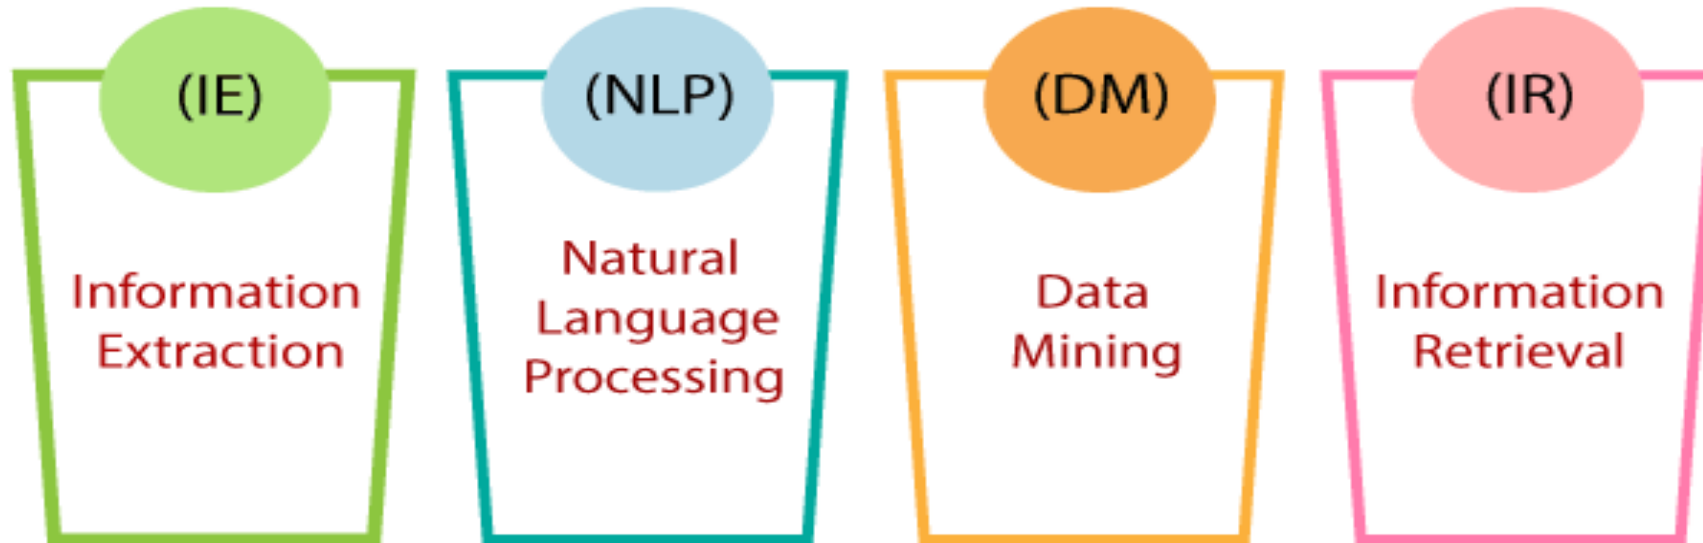 (IE)
Information
Extraction
(NLP)
Natural
Language
Processing
(DM)
Data
Mining
(IR)
Information
Retrieval